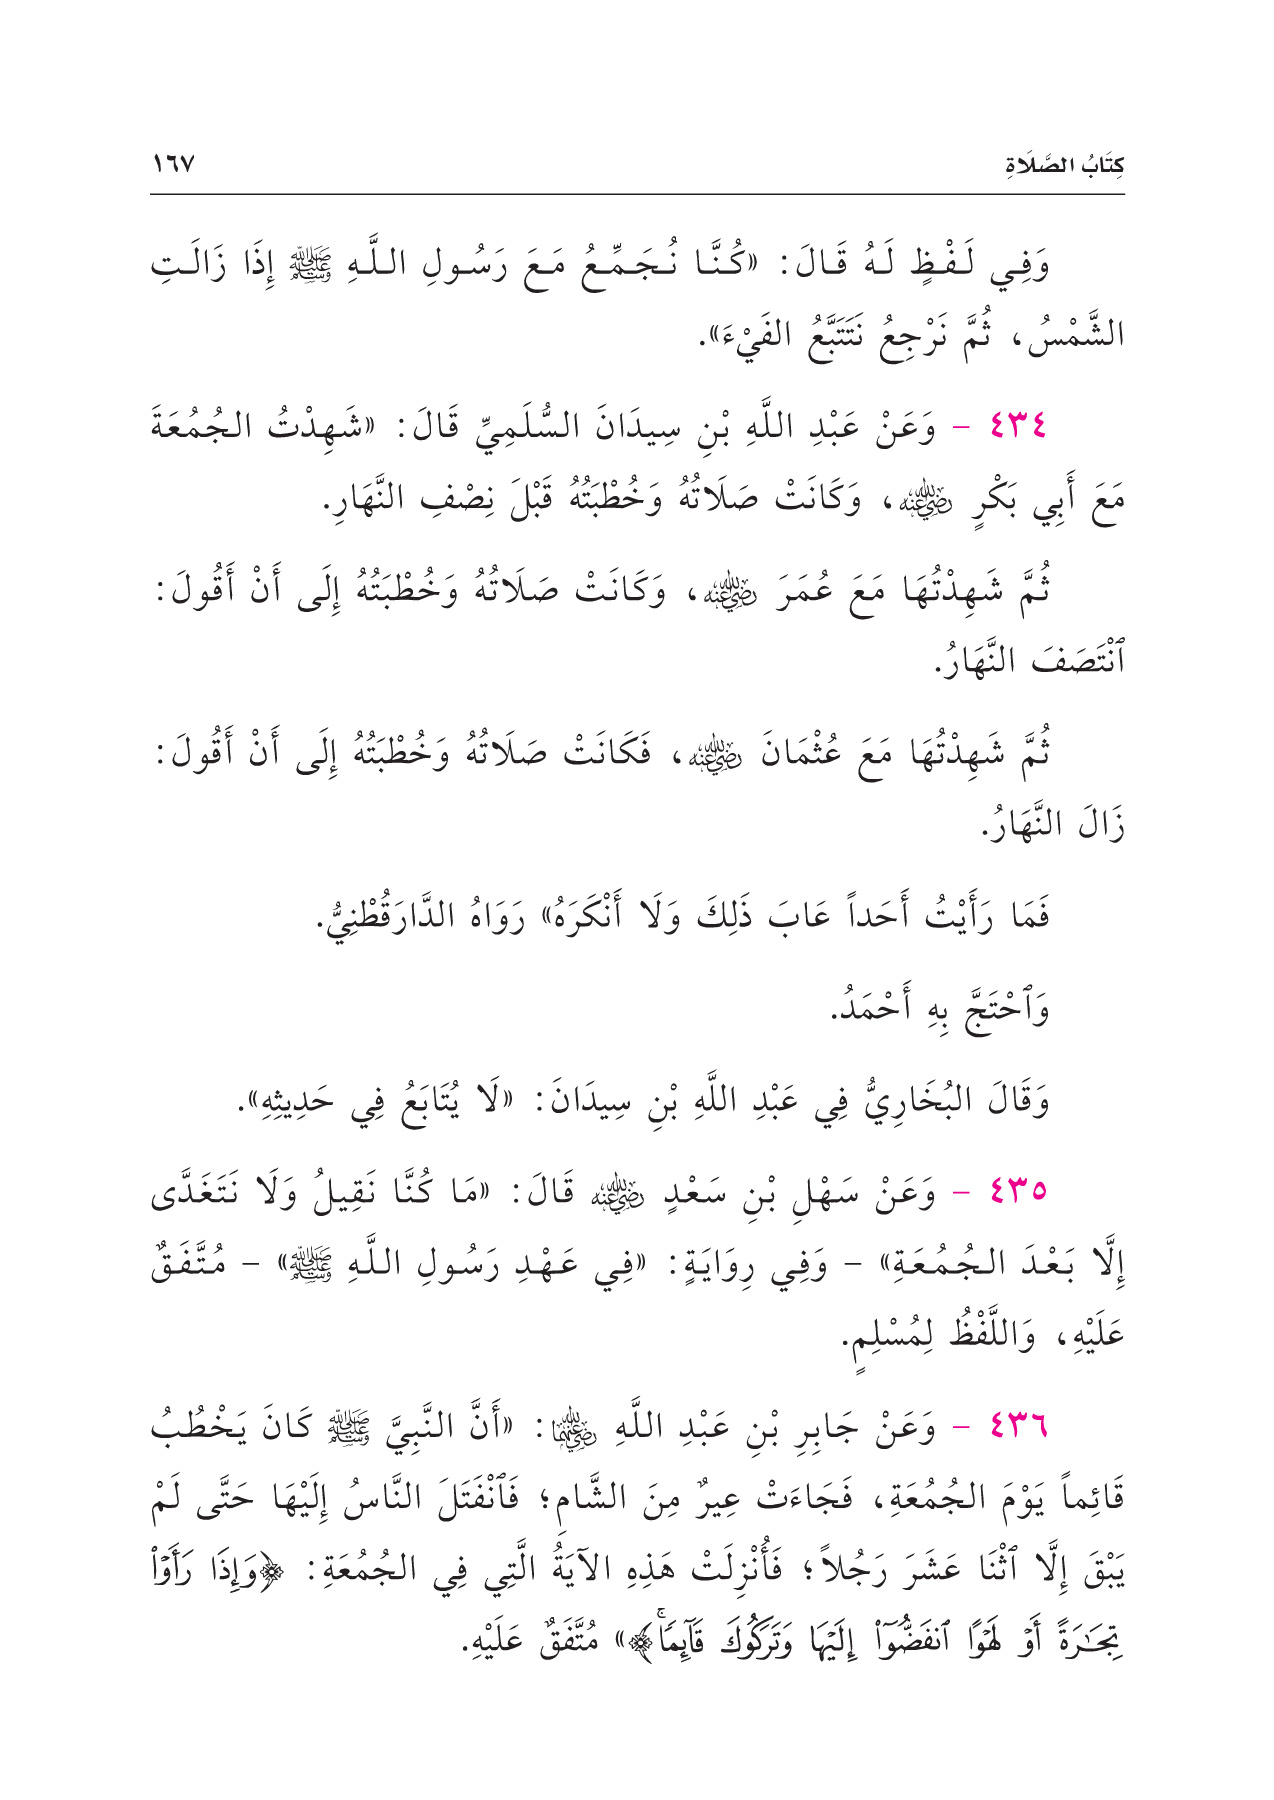 كِتَابُ الصَّلَاةِ ١٦٧
وَفِي لَفْظٍ لَهُ قَالَ: «كُنَّا نُجَمِّعُ مَعَ رَسُولِ اللَّهِ ﷺ إِذَا زَالَتِ
الشَّمْسُ، ثُمَّ نَرْجِعُ نَتَتَبَّعُ الفَيْءَ».
٤٣٤ - وَعَنْ عَبْدِ اللَّهِ بْنِ سِيدَانَ السُّلَمِيِّ قَالَ: «شَهِدْتُ الجُمُعَةَ
مَعَ أَبِي بَكْرٍ رضي الله عنه، وَكَانَتْ صَلَاتُهُ وَخُطْبَتُهُ قَبْلَ نِصْفِ النَّهَارِ.
ثُمَّ شَهِدْتُهَا مَعَ عُمَرَ رضي الله عنه، وَكَانَتْ صَلَاتُهُ وَخُطْبَتُهُ إِلَى أَنْ أَقُولَ:
ٱنْتَصَفَ النَّهَارُ.
ثُمَّ شَهِدْتُهَا مَعَ عُثْمَانَ رضي الله عنه، فَكَانَتْ صَلَاتُهُ وَخُطْبَتُهُ إِلَى أَنْ أَقُولَ:
زَالَ النَّهَارُ.
فَمَا رَأَيْتُ أَحَداً عَابَ ذَلِكَ وَلَا أَنْكَرَهُ» رَوَاهُ الدَّارَقُطْنِيُّ.
وَٱحْتَجَّ بِهِ أَحْمَدُ.
وَقَالَ البُخَارِيُّ فِي عَبْدِ اللَّهِ بْنِ سِيدَانَ: «لَا يُتَابَعُ فِي حَدِيثِهِ».
٤٣٥ - وَعَنْ سَهْلِ بْنِ سَعْدٍ رضي الله عنه قَالَ: «مَا كُنَّا نَقِيلُ وَلَا نَتَغَدَّى
إِلَّا بَعْدَ الجُمُعَةِ» - وَفِي رِوَايَةٍ: «فِي عَهْدِ رَسُولِ اللَّهِ ﷺ» - مُتَّفَقٌ
عَلَيْهِ، وَاللَّفْظُ لِمُسْلِمٍ.
٤٣٦ - وَعَنْ جَابِرِ بْنِ عَبْدِ اللَّهِ رضي الله عنهما: «أَنَّ النَّبِيَّ ﷺ كَانَ يَخْطُبُ
قَائِماً يَوْمَ الجُمُعَةِ، فَجَاءَتْ عِيرٌ مِنَ الشَّامِ؛ فَٱنْفَتَلَ النَّاسُ إِلَيْهَا حَتَّى لَمْ
يَبْقَ إِلَّا ٱثْنَا عَشَرَ رَجُلاً؛ فَأُنْزِلَتْ هَذِهِ الآيَةُ الَّتِي فِي الجُمُعَةِ: ﴿وَإِذَا رَأَوۡاْ
تِجَٰرَةً أَوۡ لَهۡوًا ٱنفَضُّوٓاْ إِلَيۡهَا وَتَرَكُوكَ قَآئِمٗاۚ﴾» مُتَّفَقٌ عَلَيْهِ.